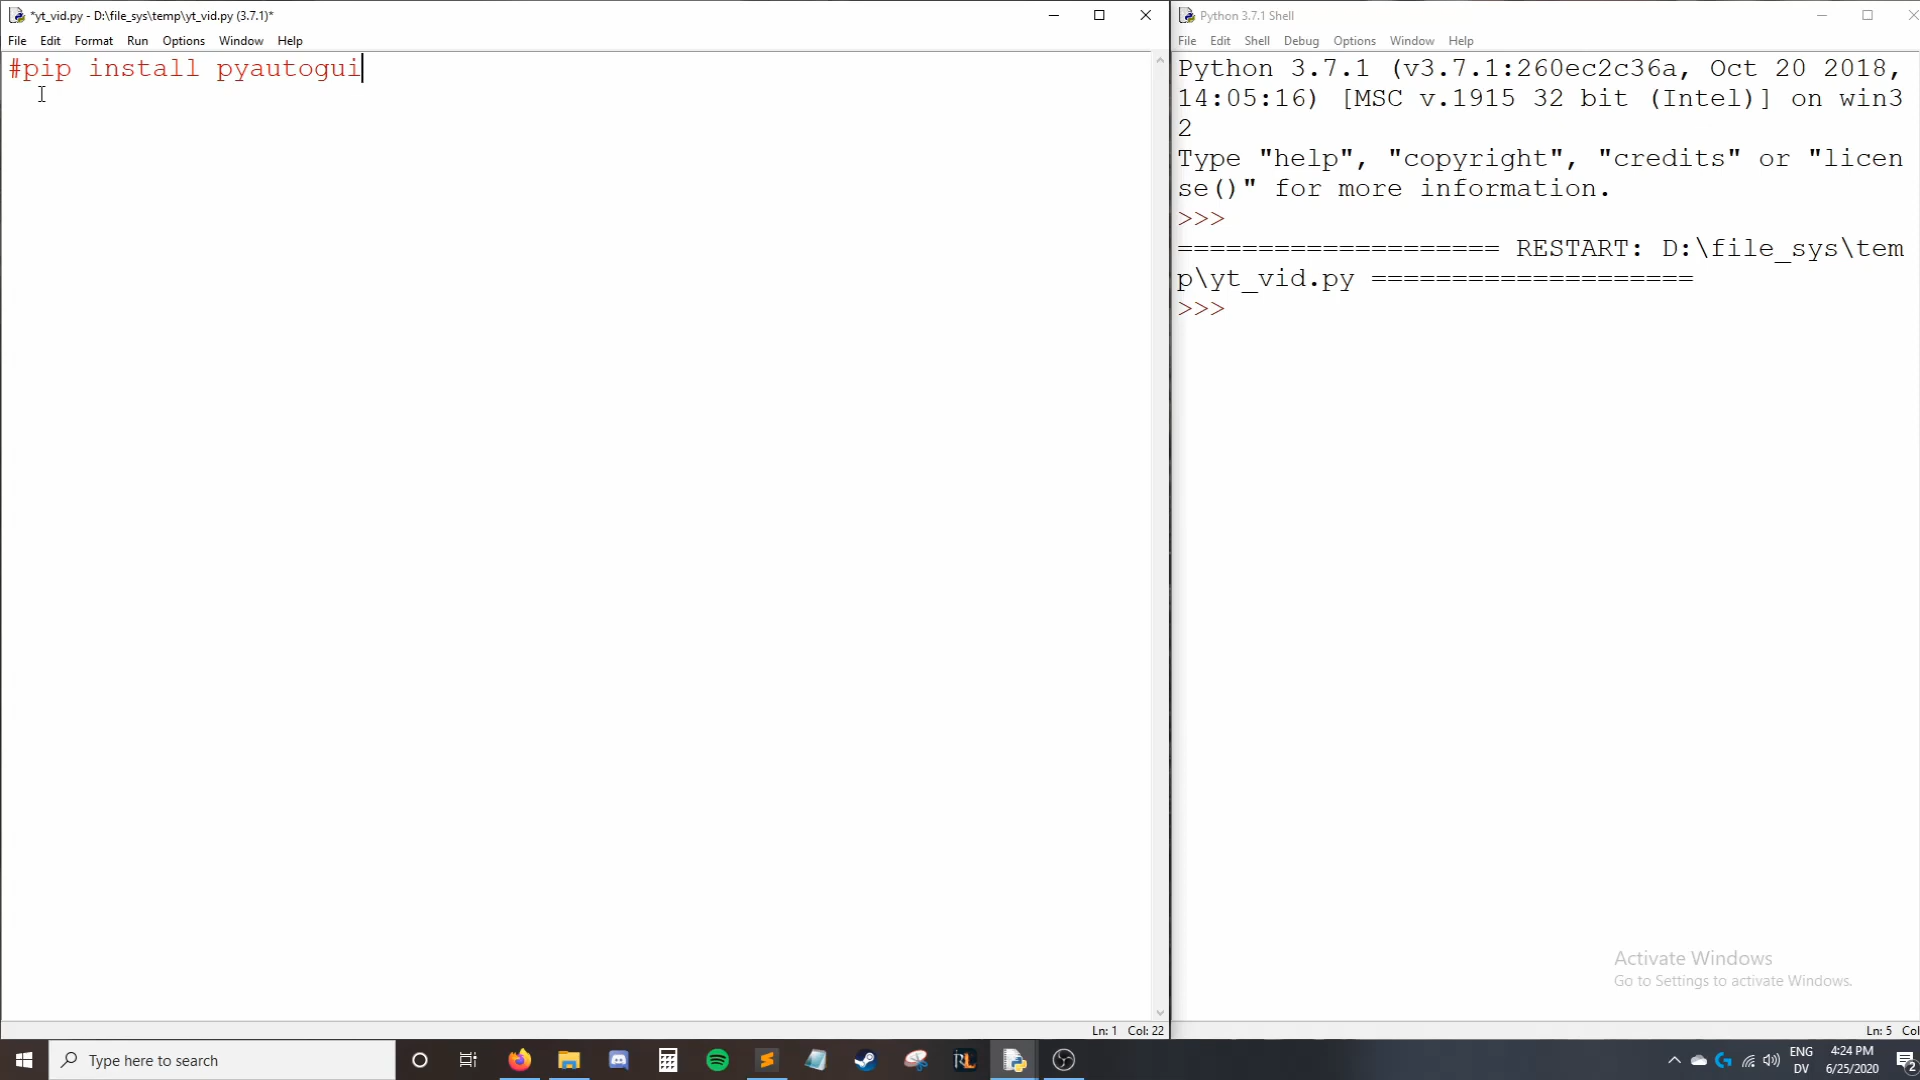 *yt_vid.py - D:\file_sys\temp\yt_vid.py (3.7.1)*
File Edit Format Run Options Window Help
#pip install pyautogui
Ln: 1 Col: 22
Python 3.7.1 Shell
File Edit Shell Debug Options Window Help
Python 3.7.1 (v3.7.1:260ec2c36a, Oct 20 2018,
14:05:16) [MSC v.1915 32 bit (Intel)] on win3
2
Type "help", "copyright", "credits" or "licen
se()" for more information.
>>>
==================== RESTART: D:\file_sys\tem
p\yt_vid.py ====================
>>>
Activate Windows
Go to Settings to activate Windows.
Ln: 5 Col
Type here to search
RL
ENG
DV
4:24 PM
6/25/2020
2